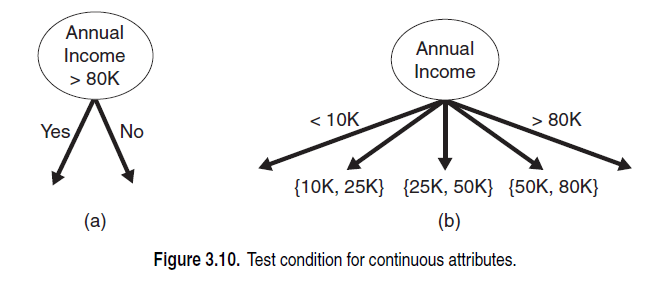 Annual
Income
> 80K
Yes
No
(a)
Annual
Income
< 10K
> 80K
{10K, 25K} {25K, 50K} {50K, 80K}
(b)
Figure 3.10. Test condition for continuous attributes.